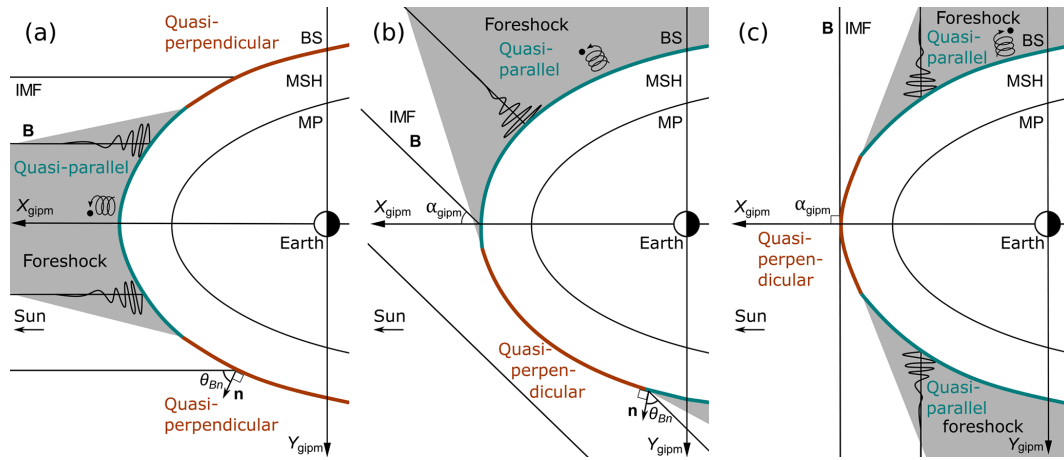 (a)
Quasi-
perpendicular
BS
IMF
MSH
B
MP
Quasi-parallel
Xgipm
Earth
Foreshock
Sun
θBn
n
Quasi-
perpendicular
Ygipm
(b)
Foreshock
Quasi-
parallel
BS
MSH
IMF
B
MP
Xgipm
αgipm
Earth
Sun
Quasi-
perpen-
dicular
n
θBn
Ygipm
(c)
B
IMF
Foreshock
Quasi-
parallel
BS
MSH
MP
Xgipm
αgipm
Quasi-
perpen-
dicular
Earth
Sun
Quasi-
parallel
foreshock
Ygipm